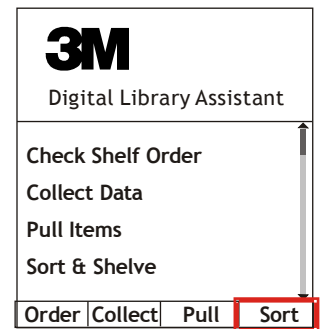 3M
Digital Library Assistant
Check Shelf Order
Collect Data
Pull Items
Sort & Shelve
Order Collect Pull Sort